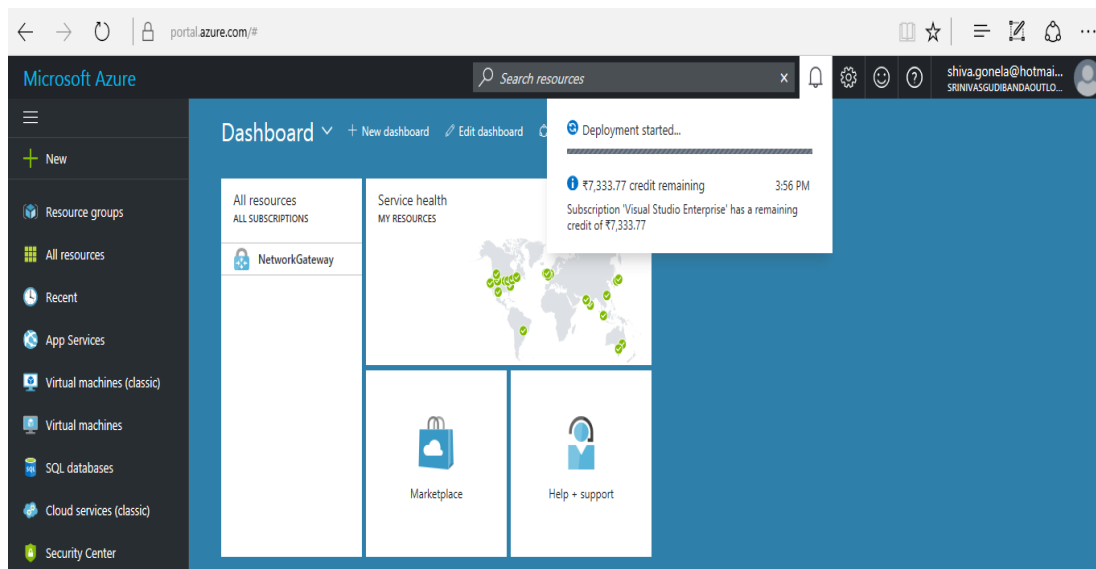 portal.azure.com/#
Microsoft Azure
Search resources
x
shiva.gonela@hotmai...
SRINIVASGUDIBANDAOUTLO...
New
Resource groups
All resources
Recent
App Services
Virtual machines (classic)
Virtual machines
SQL databases
Cloud services (classic)
Security Center
Dashboard
+ New dashboard
Edit dashboard
All resources
ALL SUBSCRIPTIONS
NetworkGateway
Service health
MY RESOURCES
Marketplace
Help + support
Deployment started...
₹7,333.77 credit remaining 3:56 PM
Subscription 'Visual Studio Enterprise' has a remaining
credit of ₹7,333.77